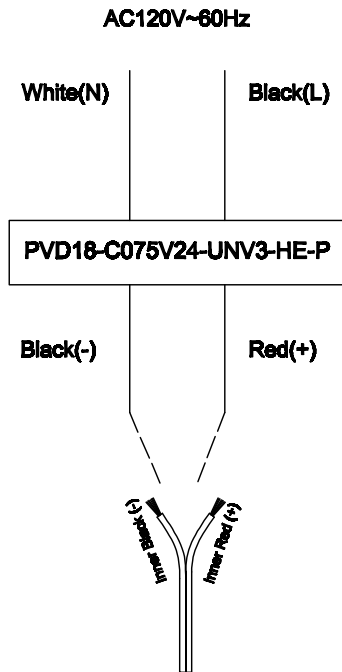 AC120V~60Hz
White(N) Black(L)
PVD18-C075V24-UNV3-HE-P
Black(-) Red(+)
Inner Black (-) Inner Red (+)